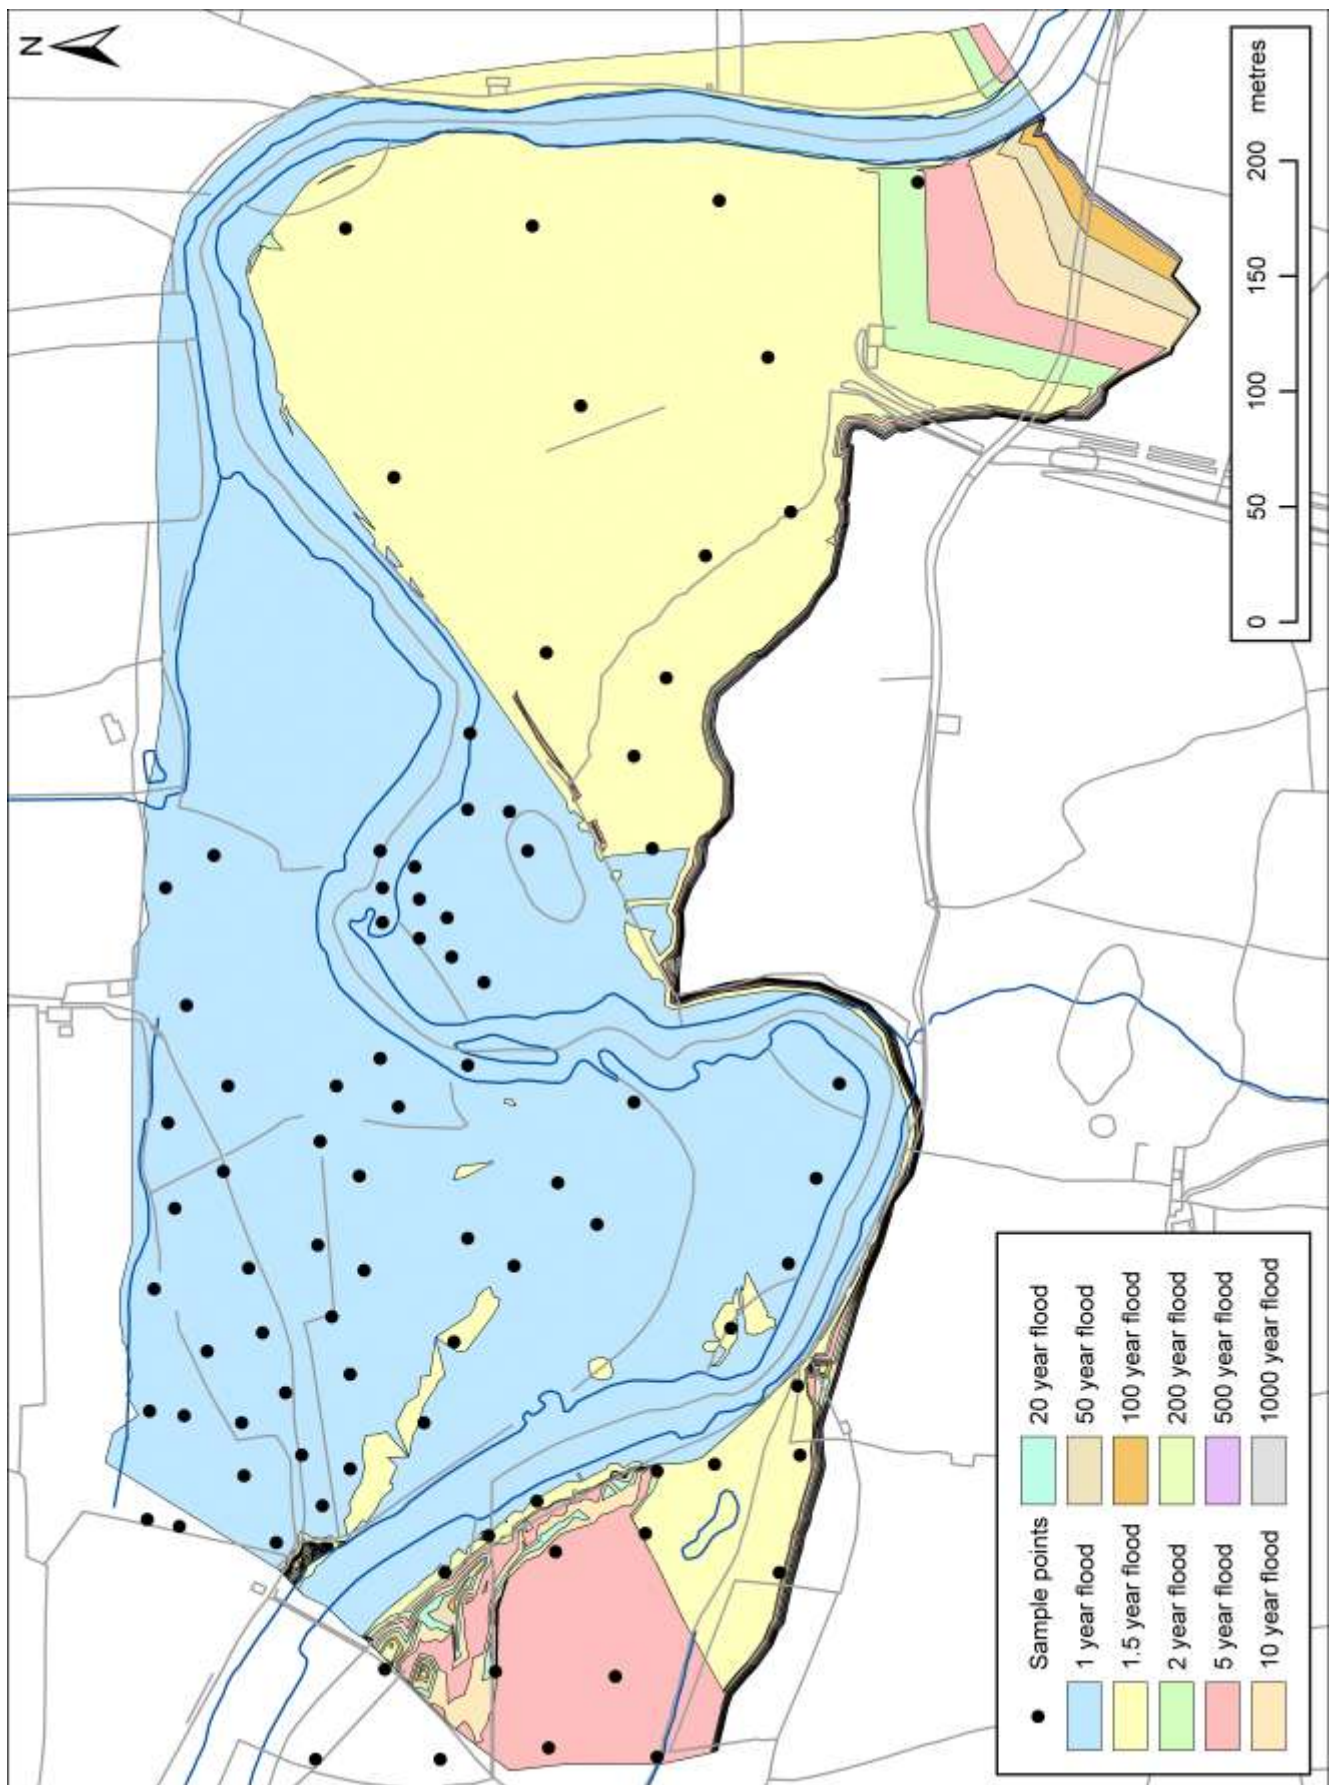 N
0 50 100 150 200 metres
Sample points
1 year flood
1.5 year flood
2 year flood
5 year flood
10 year flood
20 year flood
50 year flood
100 year flood
200 year flood
500 year flood
1000 year flood